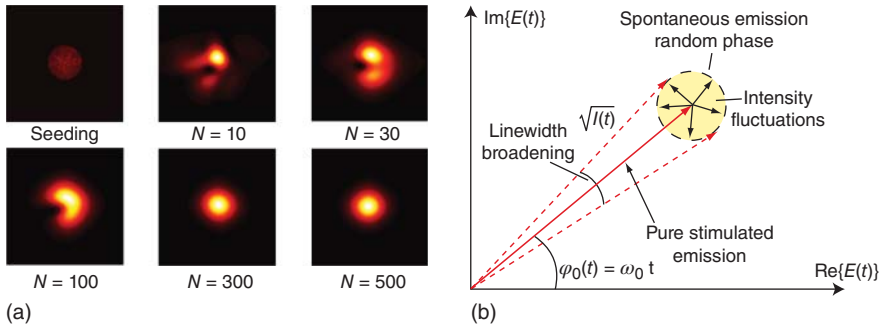 Seeding
N = 10
N = 30
N = 100
N = 300
N = 500
(a)
Im{E(t)}
Spontaneous emission
random phase
√I(t)
Intensity
fluctuations
Linewidth
broadening
Pure stimulated
emission
φ₀(t) = ω₀ t
Re{E(t)}
(b)